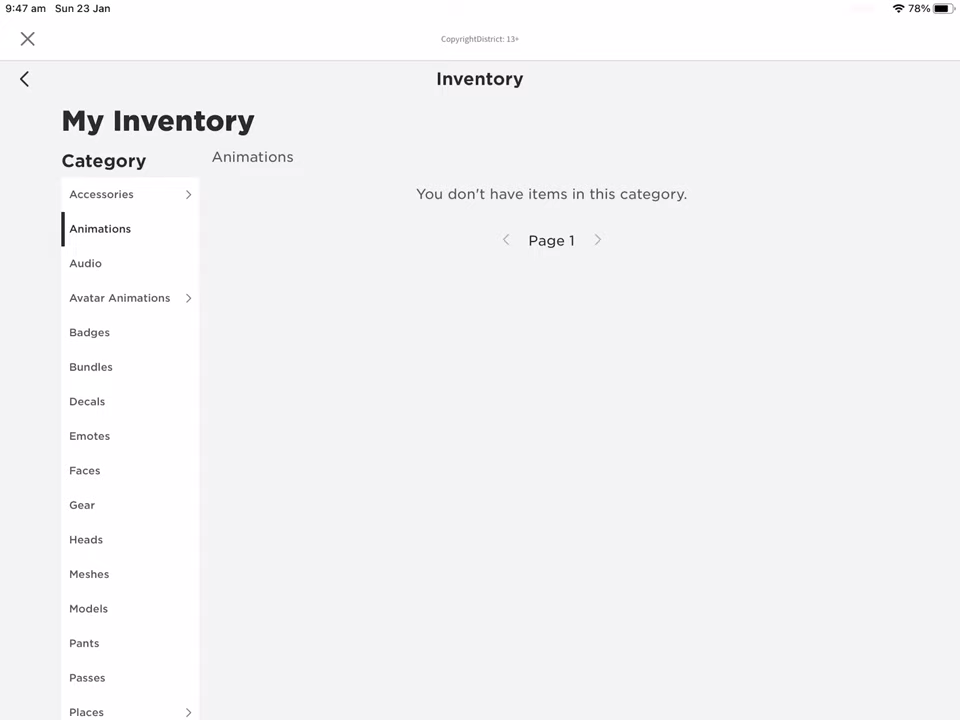 9:47 am Sun 23 Jan
78%
CopyrightDistrict: 13+
Inventory
My Inventory
Category
Animations
Accessories
You don't have items in this category.
Animations
Page 1
Audio
Avatar Animations
Badges
Bundles
Decals
Emotes
Faces
Gear
Heads
Meshes
Models
Pants
Passes
Places